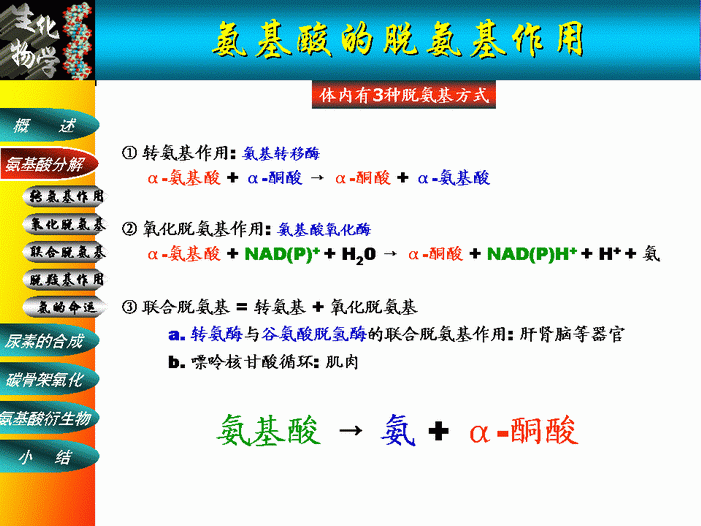 生化
物学
氨基酸的脱氨基作用
体内有3种脱氨基方式
概 述
氨基酸分解
转氨基作用
氧化脱氨基
联合脱氨基
脱羧基作用
氨的命运
尿素的合成
碳骨架氧化
氨基酸衍生物
小 结
① 转氨基作用: 氨基转移酶
α-氨基酸 + α-酮酸 → α-酮酸 + α-氨基酸
② 氧化脱氨基作用: 氨基酸氧化酶
α-氨基酸 + NAD(P)⁺ + H₂0 → α-酮酸 + NAD(P)H⁺ + H⁺ + 氨
③ 联合脱氨基 = 转氨基 + 氧化脱氨基
a. 转氨酶与谷氨酸脱氢酶的联合脱氨基作用: 肝肾脑等器官
b. 嘌呤核甘酸循环: 肌肉
氨基酸 → 氨 + α-酮酸